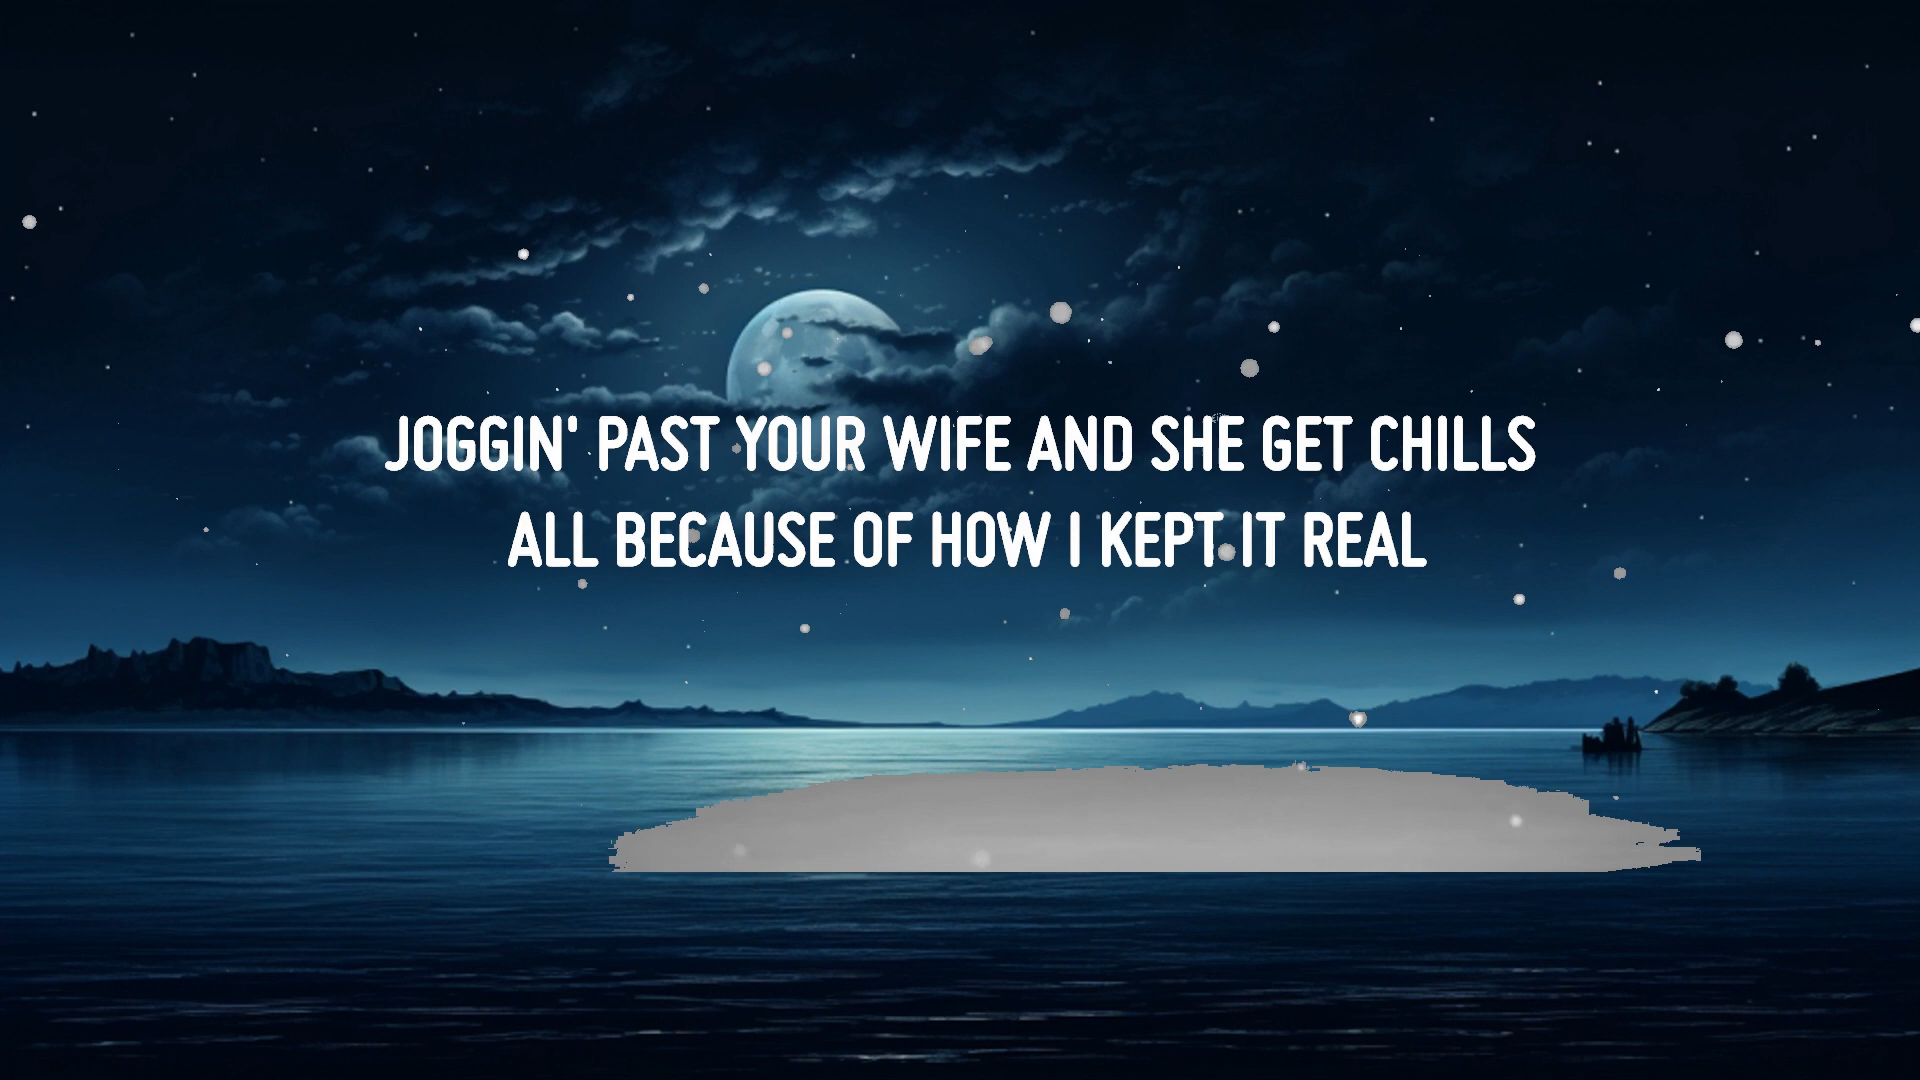 JOGGIN' PAST YOUR WIFE AND SHE GET CHILLS
ALL BECAUSE OF HOW I KEPT IT REAL